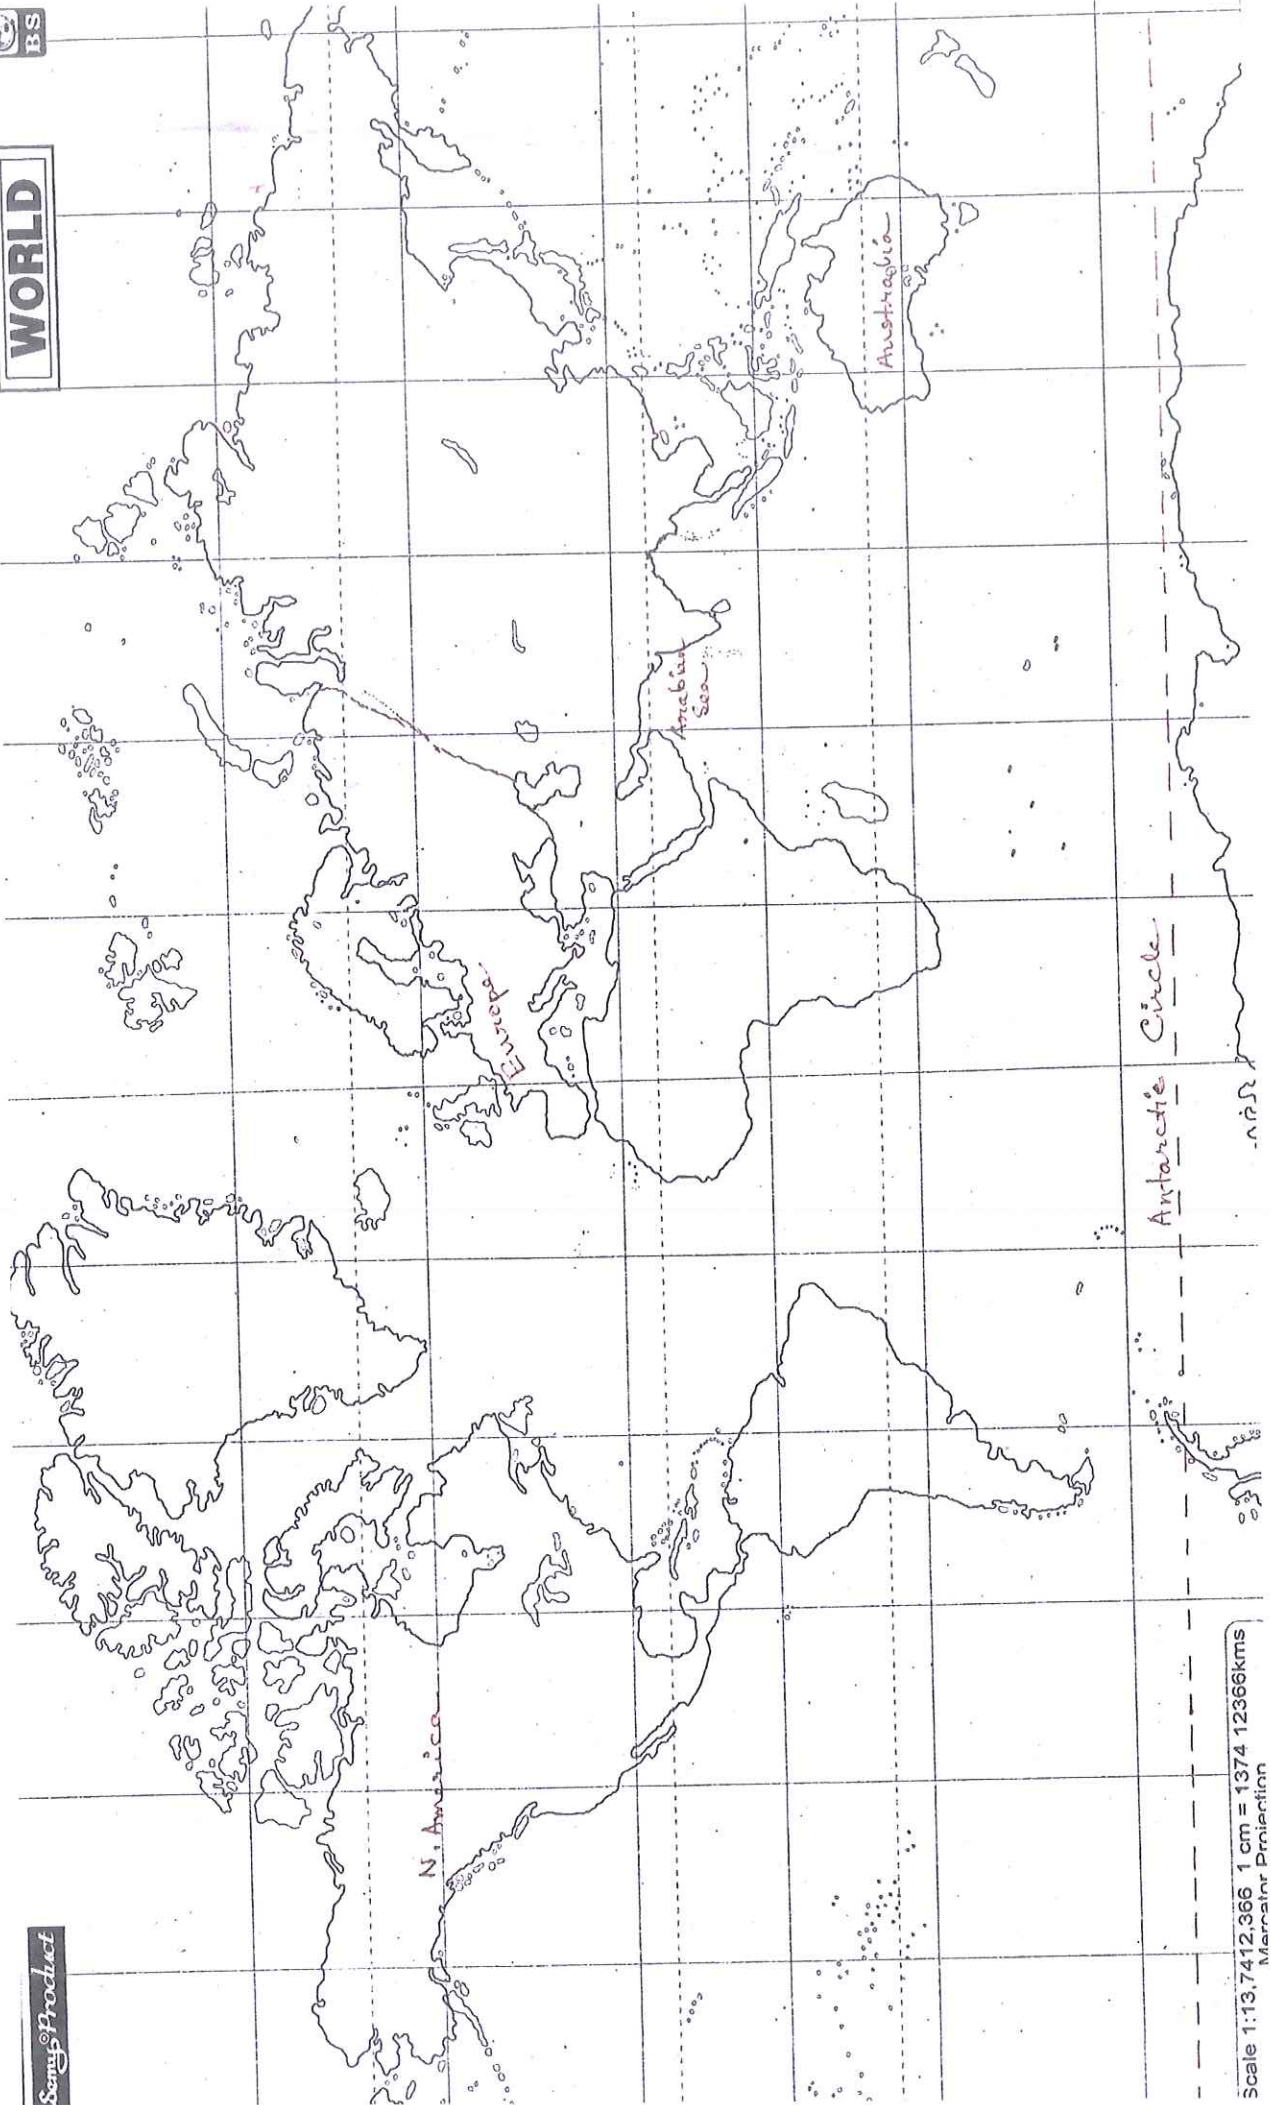 Semys Product
WORLD
BS
N. America
Europe
Arabian
Sea
Australia
Antarctic Circle
Scale 1:13,7412,366 1 cm = 1374 12366kms
Mercator Projection